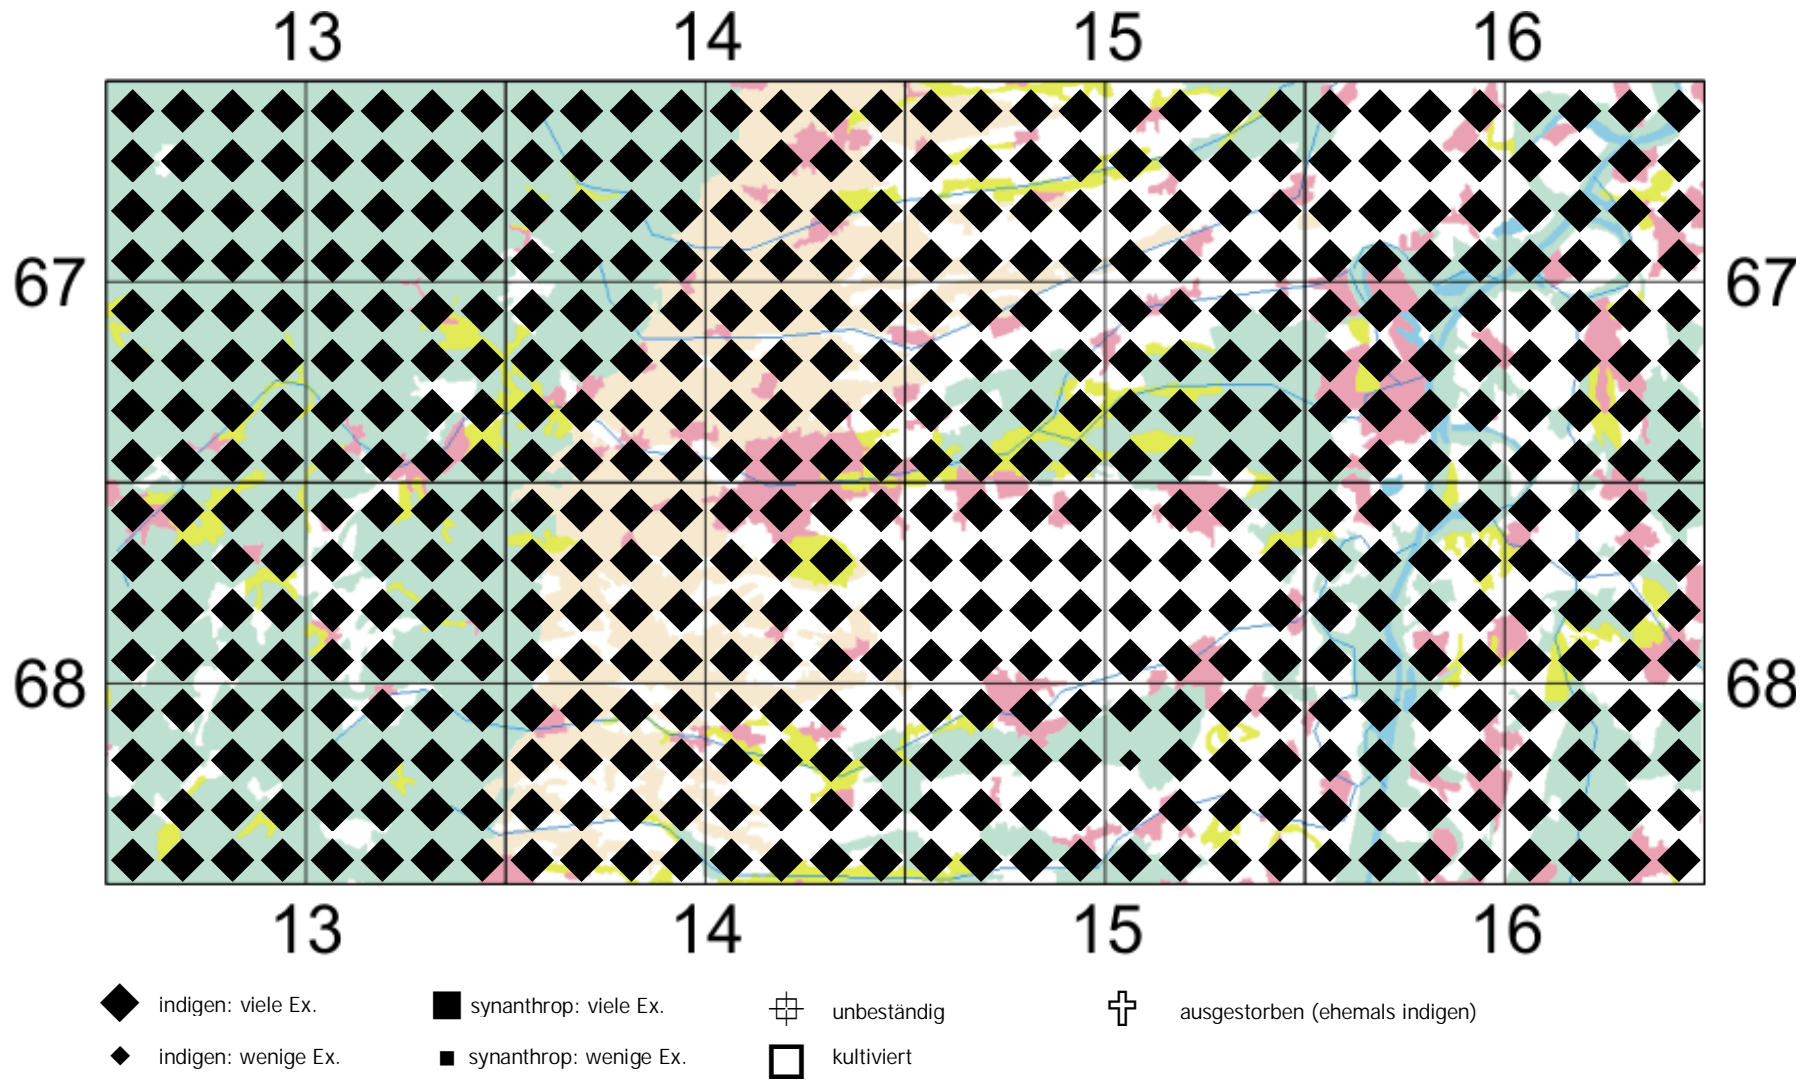 13 14 15 16
67 67
68 68
13 14 15 16
indigen: viele Ex. synanthrop: viele Ex. unbeständig ausgestorben (ehemals indigen)
indigen: wenige Ex. synanthrop: wenige Ex. kultiviert